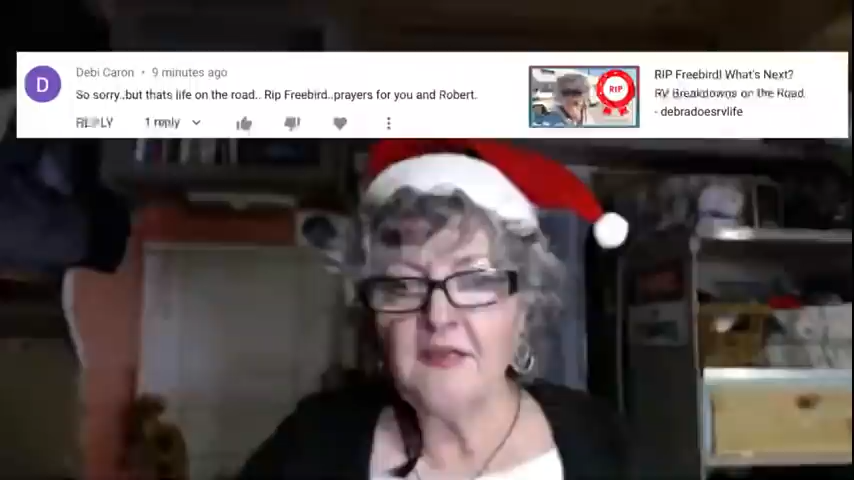 D
Debi Caron • 9 minutes ago
So sorry..but thats life on the road.. Rip Freebird..prayers for you and Robert.
REPLY 1 reply
RIP
RIP Freebird! What's Next?
RV Breakdowns on the Road.
- debradoesrvlife